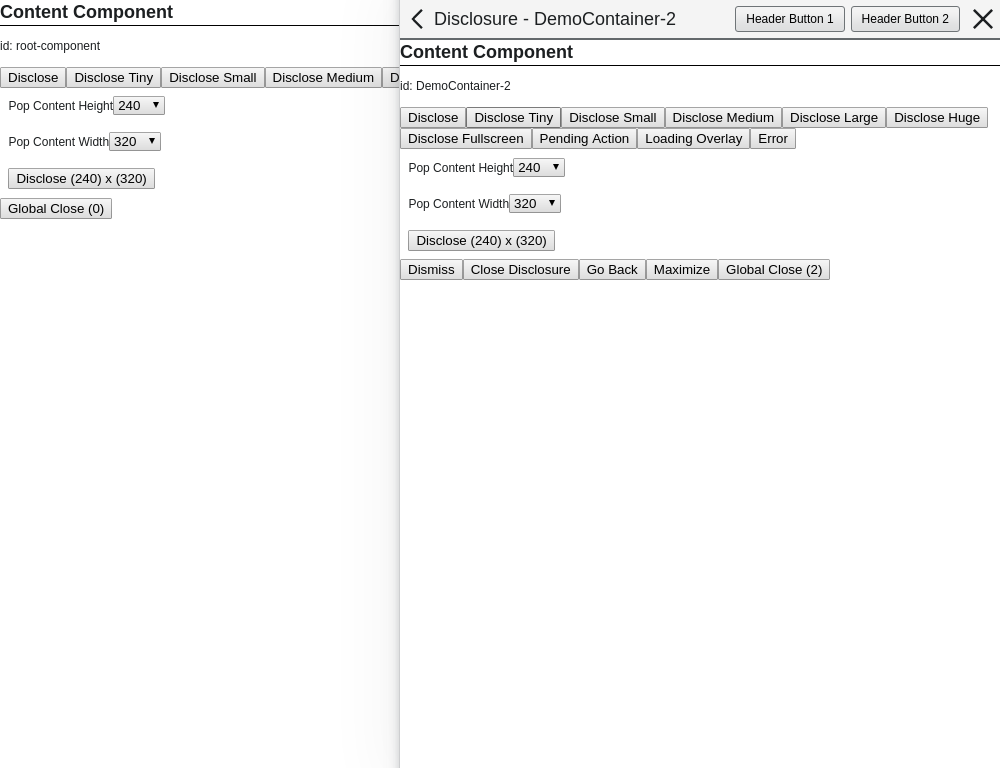 Content Component
id: root-component
Disclose Disclose Tiny Disclose Small Disclose Medium D
Pop Content Height 240
Pop Content Width 320
Disclose (240) x (320)
Global Close (0)
Disclosure - DemoContainer-2 Header Button 1 Header Button 2
Content Component
id: DemoContainer-2
Disclose Disclose Tiny Disclose Small Disclose Medium Disclose Large Disclose Huge
Disclose Fullscreen Pending Action Loading Overlay Error
Pop Content Height 240
Pop Content Width 320
Disclose (240) x (320)
Dismiss Close Disclosure Go Back Maximize Global Close (2)